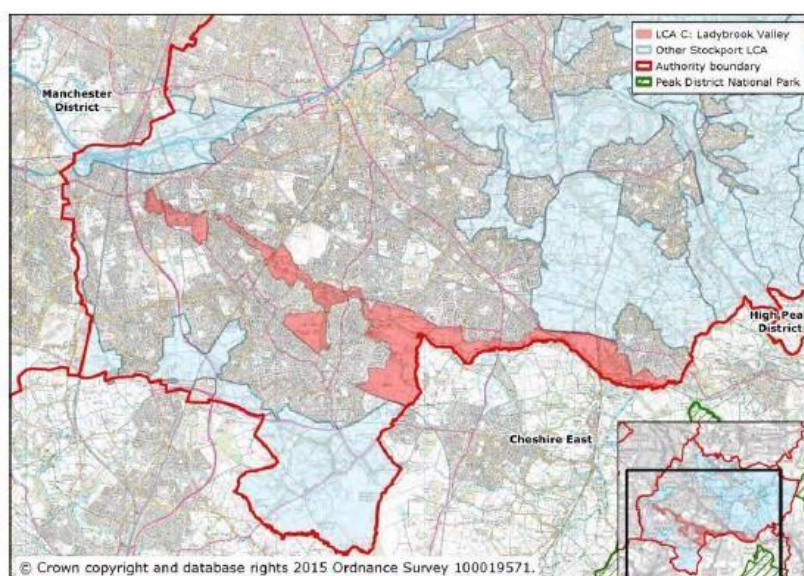 LCA C: Ladybrook Valley
Other Stockport LCA
Authority boundary
Peak District National Park
Manchester
District
High Pea
District
Cheshire East
© Crown copyright and database rights 2015 Ordnance Survey 100019571.